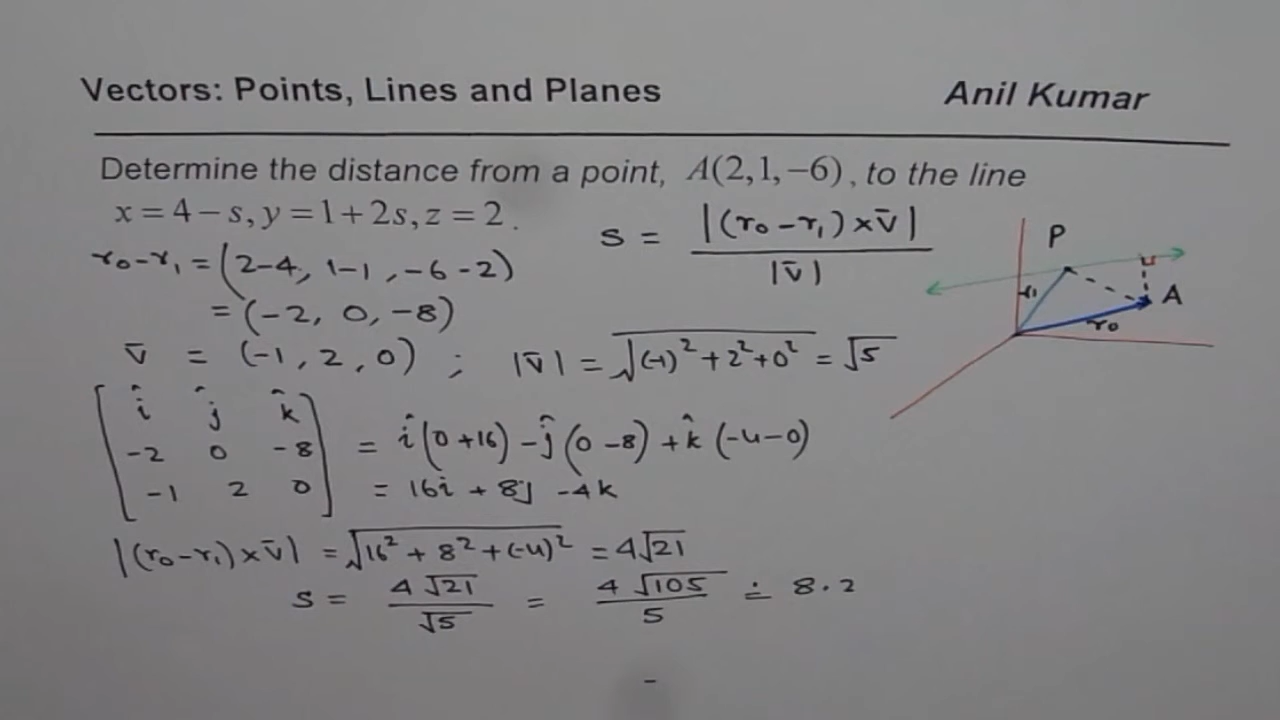 Vectors: Points, Lines and Planes Anil Kumar
Determine the distance from a point, A(2,1,−6), to the line
x = 4 − s, y = 1 + 2s, z = 2.
s = |(r₀ − r₁) × v̄| / |v̄|
r₀ − r₁ = (2−4, 1−1, −6−2)
= (−2, 0, −8)
v̄ = (−1, 2, 0) ; |v̄| = √((−1)² + 2² + 0²) = √5
î ĵ k̂
−2 0 −8
−1 2 0
= î(0+16) − ĵ(0−8) + k̂(−4−0)
= 16i + 8j − 4k
|(r₀ − r₁) × v̄| = √(16² + 8² + (−4)²) = 4√21
s = 4√21 / √5 = 4√105 / 5 ≐ 8.2
P
r₁
A
r₀